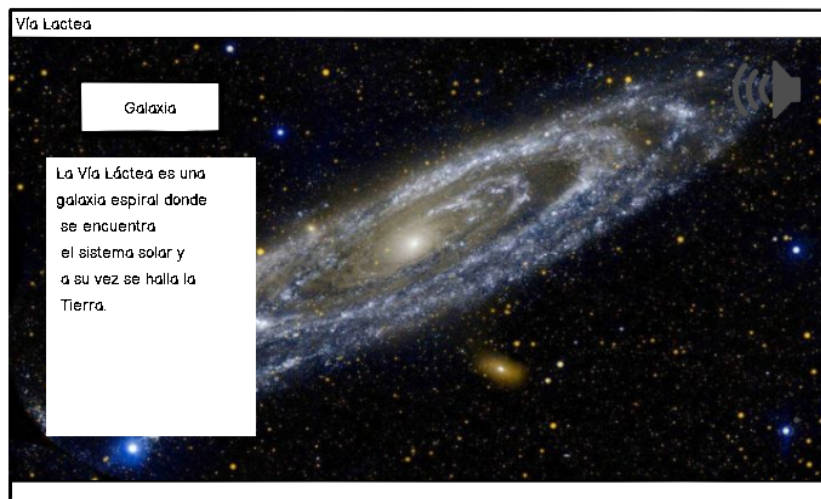 Vía Lactea
Galaxia
La Vía Láctea es una
galaxia espiral donde
se encuentra
el sistema solar y
a su vez se halla la
Tierra.